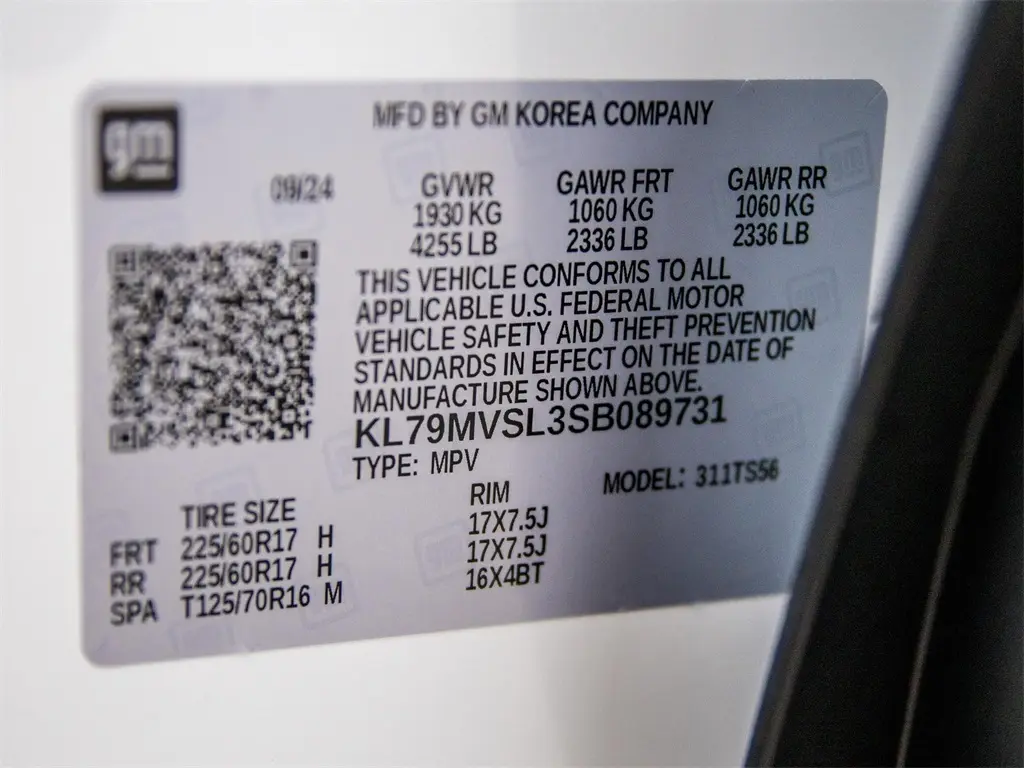 gm
MFD BY GM KOREA COMPANY
09/24
GVWR GAWR FRT GAWR RR
1930 KG 1060 KG 1060 KG
4255 LB 2336 LB 2336 LB
THIS VEHICLE CONFORMS TO ALL
APPLICABLE U.S. FEDERAL MOTOR
VEHICLE SAFETY AND THEFT PREVENTION
STANDARDS IN EFFECT ON THE DATE OF
MANUFACTURE SHOWN ABOVE.
KL79MVSL3SB089731
TYPE: MPV MODEL: 311TS56
TIRE SIZE RIM
FRT 225/60R17 H 17X7.5J
RR 225/60R17 H 17X7.5J
SPA T125/70R16 M 16X4BT